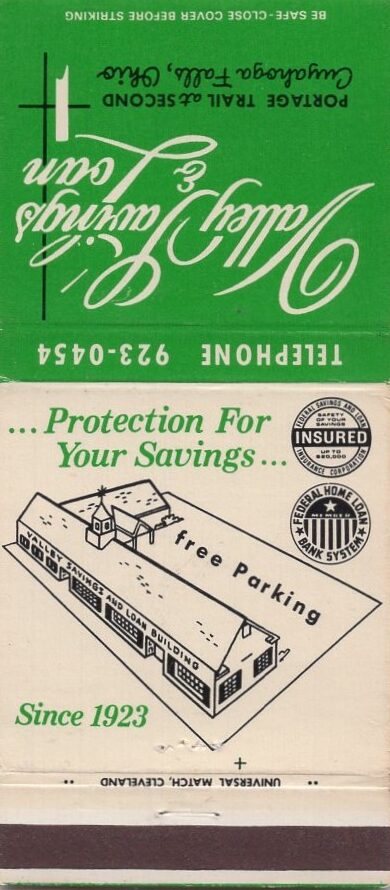 BE SAFE - CLOSE COVER BEFORE STRIKING
Valley Savings
& Loan
PORTAGE TRAIL at SECOND
Cuyahoga Falls, Ohio
TELEPHONE 923-0454
... Protection For
Your Savings ...
FEDERAL SAVINGS AND LOAN
SAFETY
OF YOUR
SAVINGS
INSURED
UP TO
$20,000
INSURANCE CORPORATION
FEDERAL HOME LOAN
MEMBER
BANK SYSTEM
free Parking
VALLEY SAVINGS AND LOAN BUILDING
Since 1923
UNIVERSAL MATCH, CLEVELAND